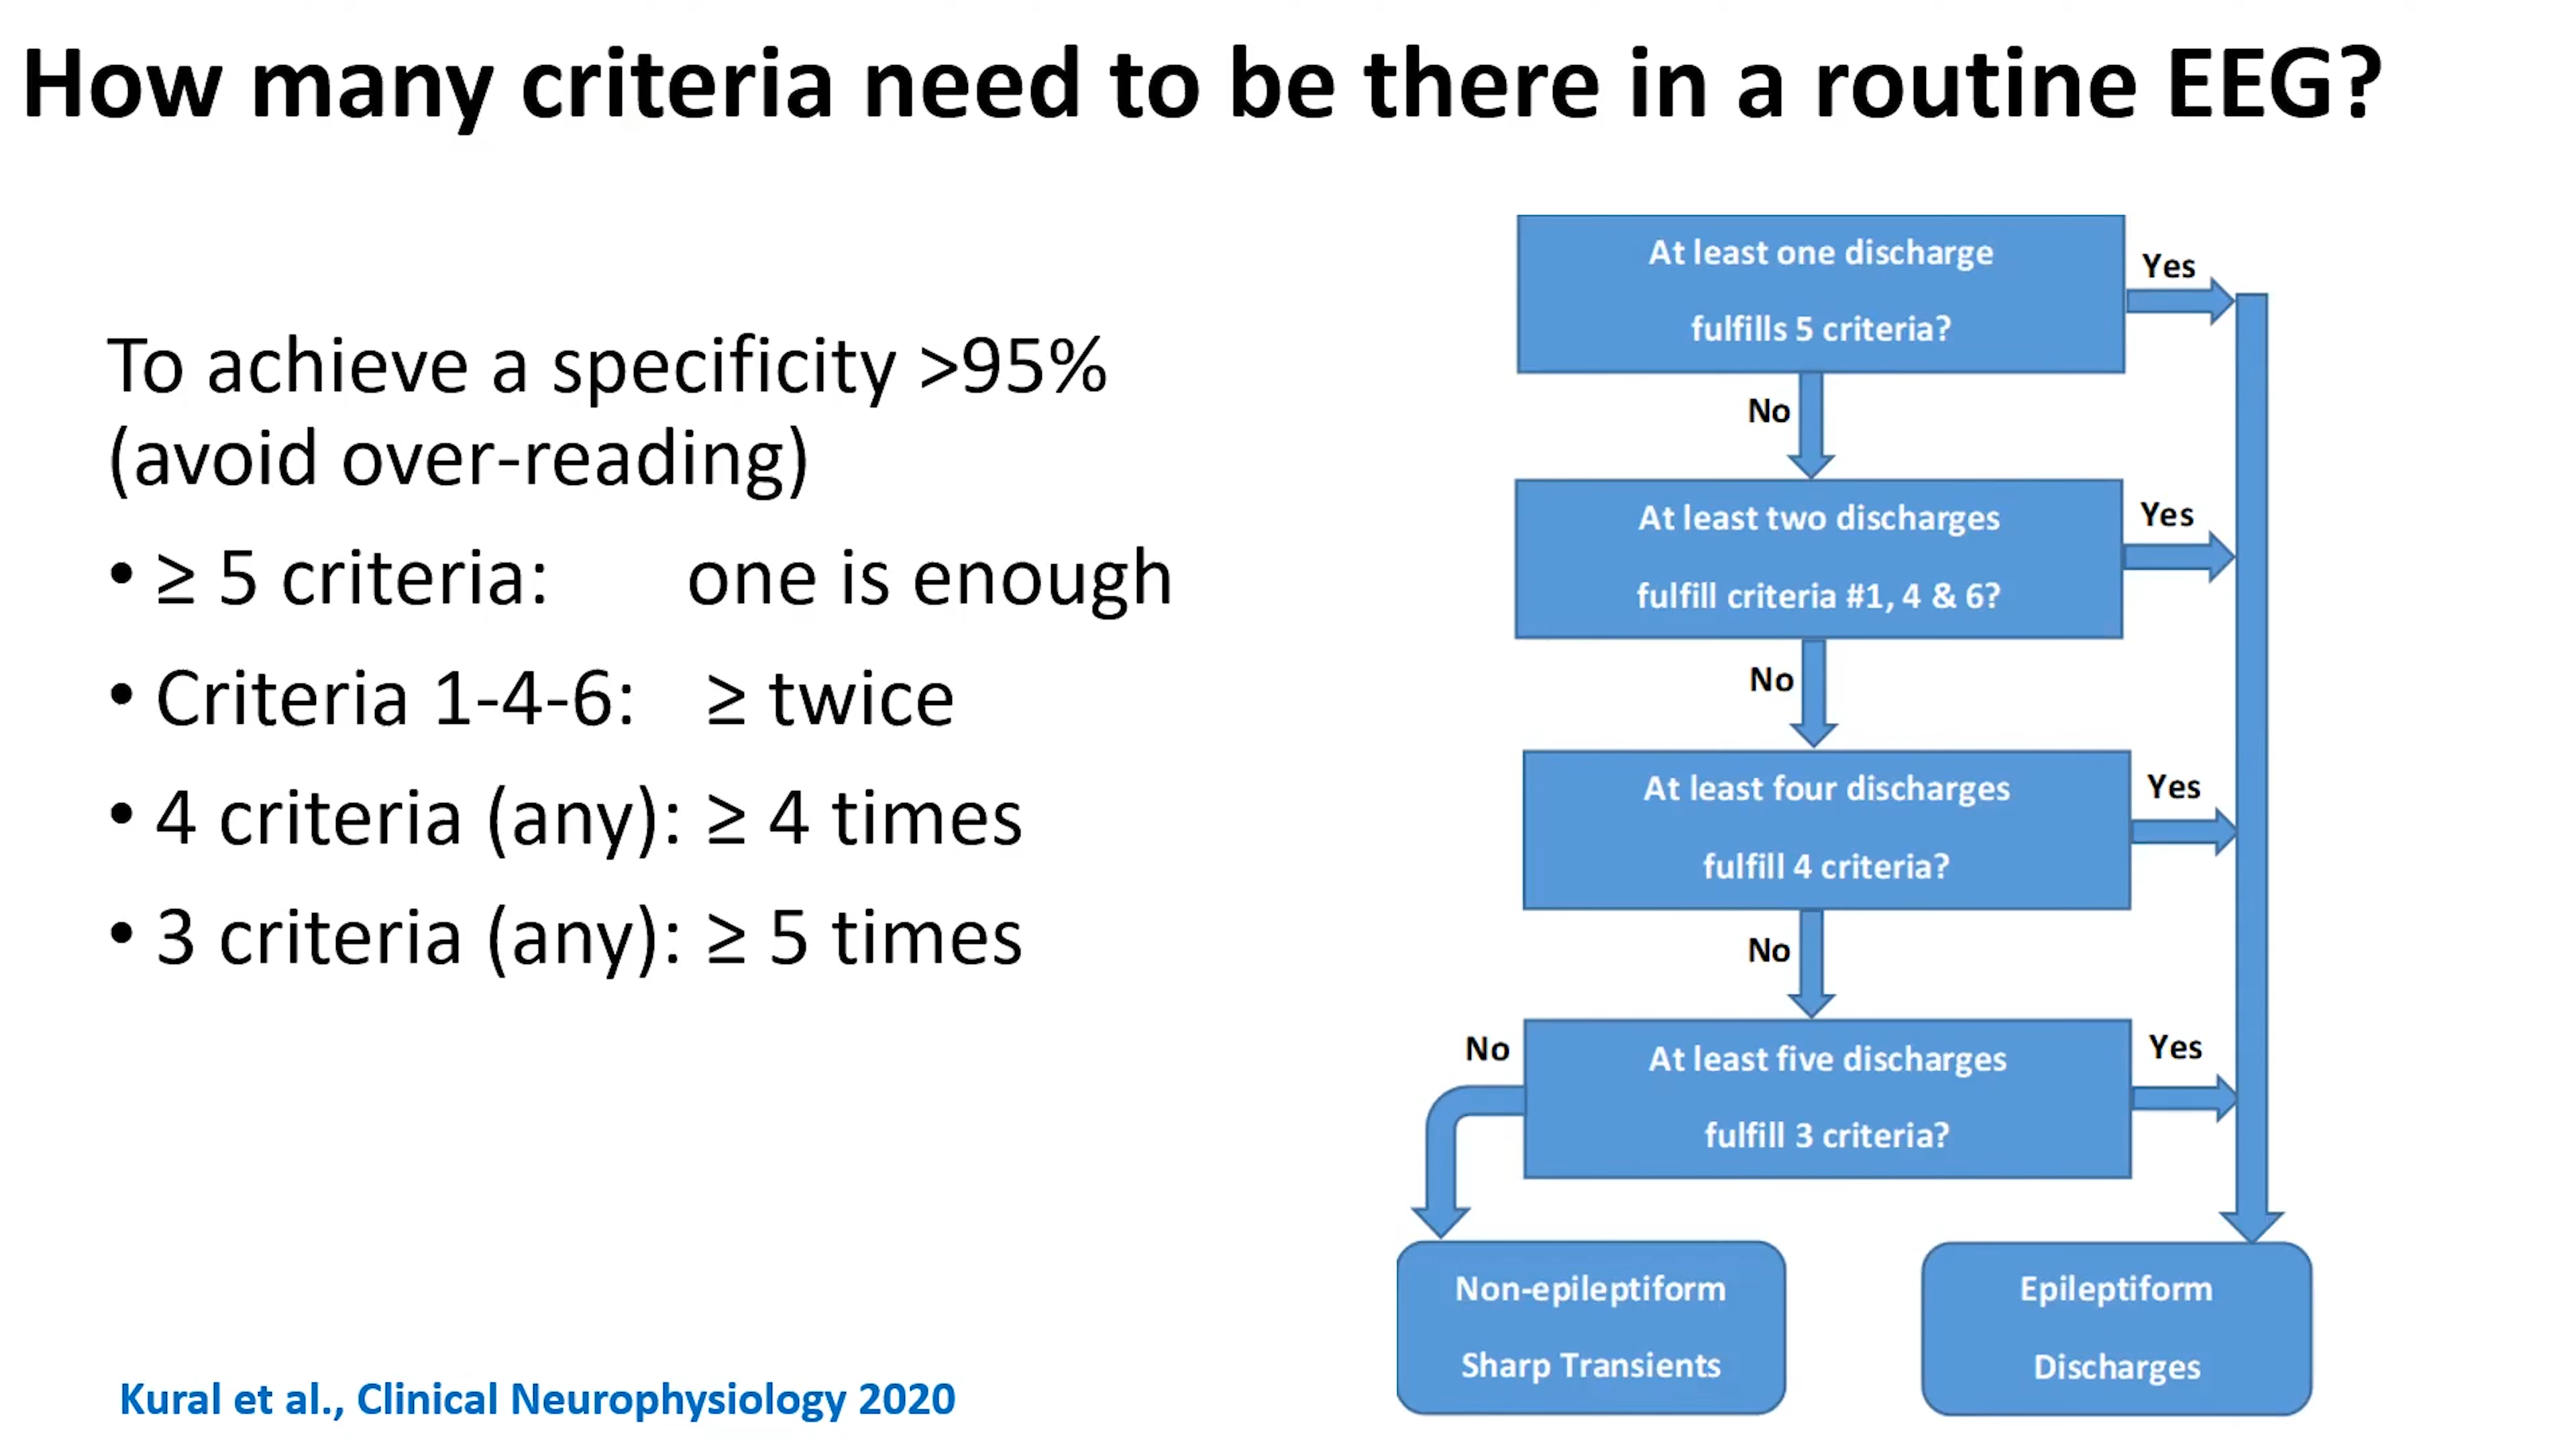 How many criteria need to be there in a routine EEG?
To achieve a specificity >95%
(avoid over-reading)
• ≥ 5 criteria: one is enough
• Criteria 1-4-6: ≥ twice
• 4 criteria (any): ≥ 4 times
• 3 criteria (any): ≥ 5 times
Kural et al., Clinical Neurophysiology 2020
At least one discharge
fulfills 5 criteria?
Yes
No
At least two discharges
fulfill criteria #1, 4 & 6?
Yes
No
At least four discharges
fulfill 4 criteria?
Yes
No
At least five discharges
fulfill 3 criteria?
Yes
No
Non-epileptiform
Sharp Transients
Epileptiform
Discharges